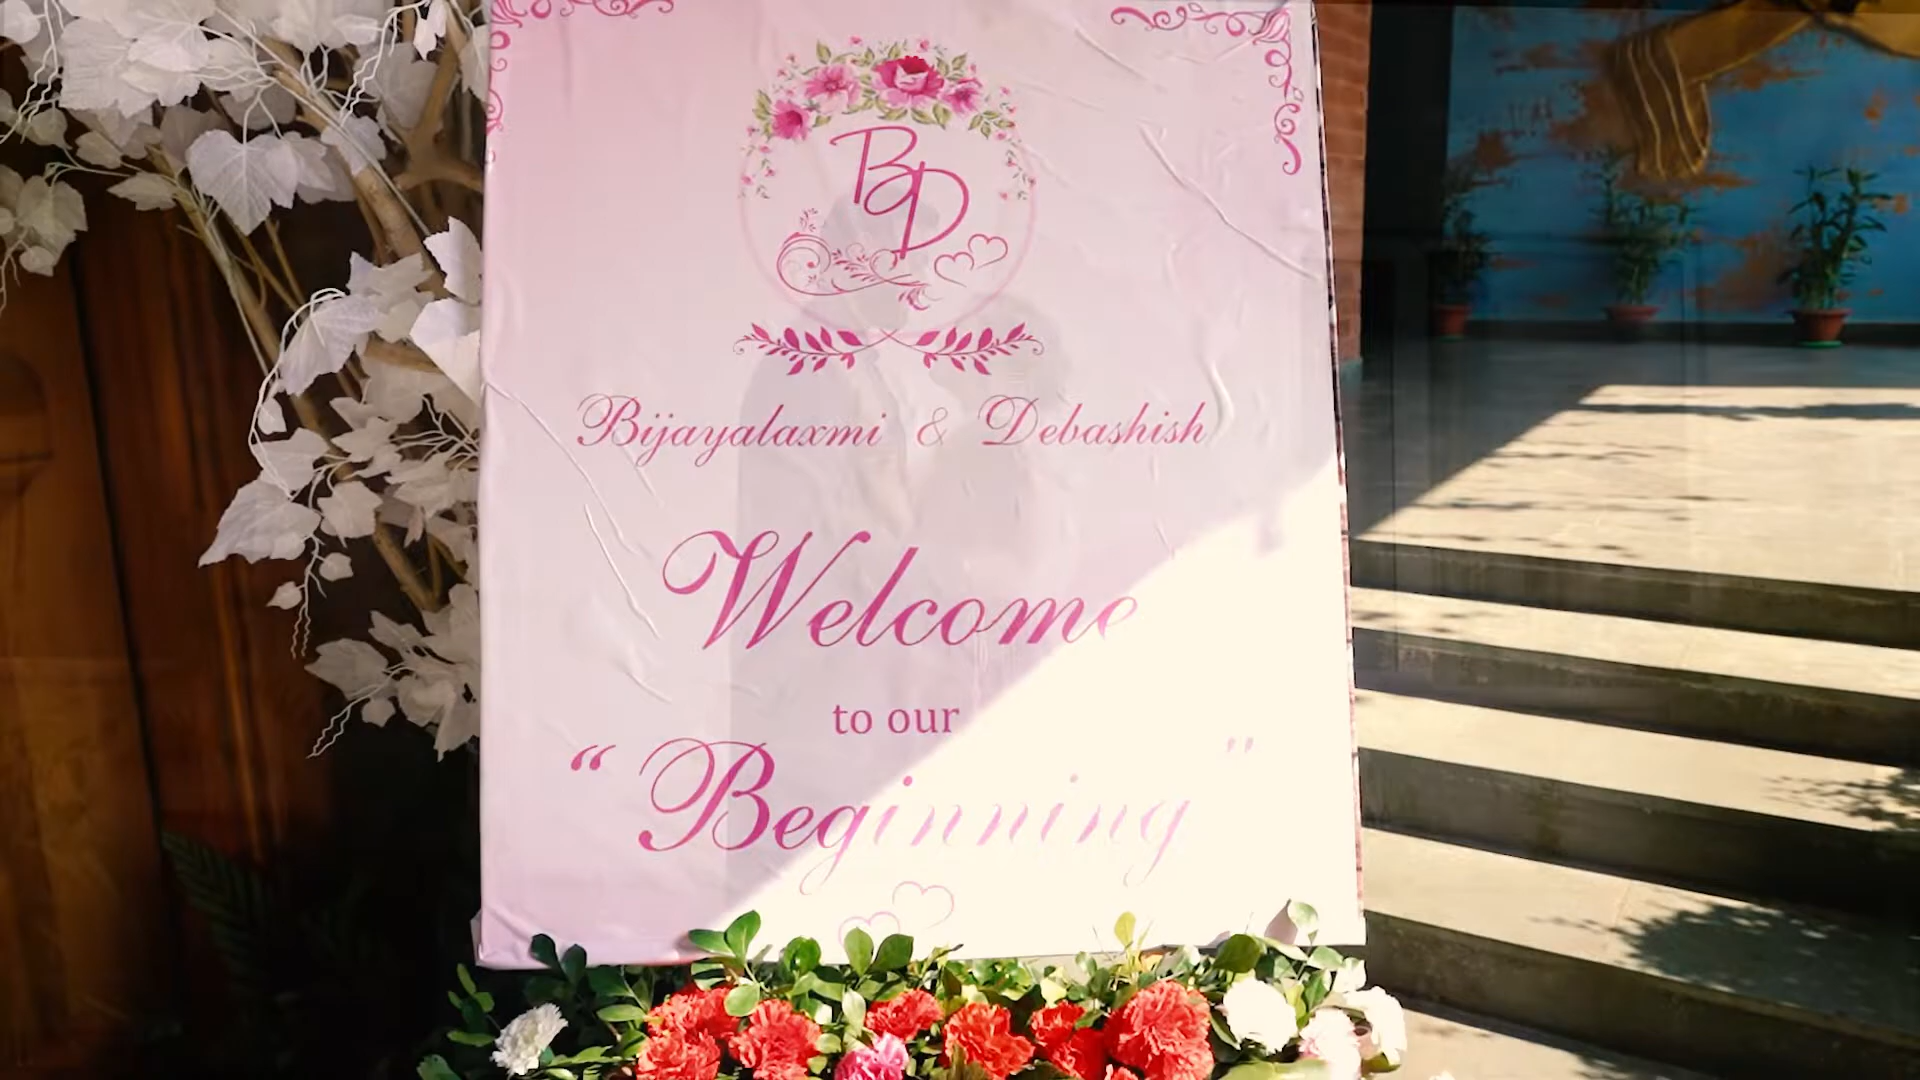 BD
Bijayalaxmi & Debashish
Welcome
to our
“Beginning”